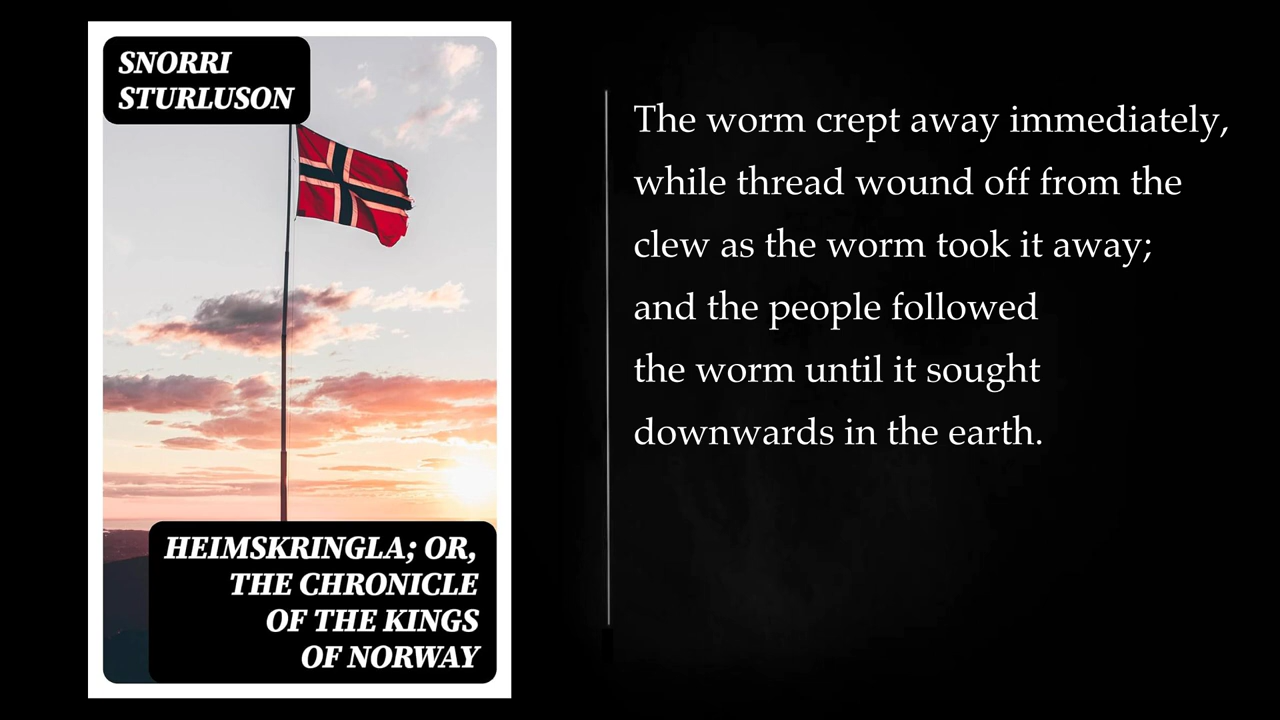 SNORRI
STURLUSON
HEIMSKRINGLA; OR,
THE CHRONICLE
OF THE KINGS
OF NORWAY
The worm crept away immediately,
while thread wound off from the
clew as the worm took it away;
and the people followed
the worm until it sought
downwards in the earth.